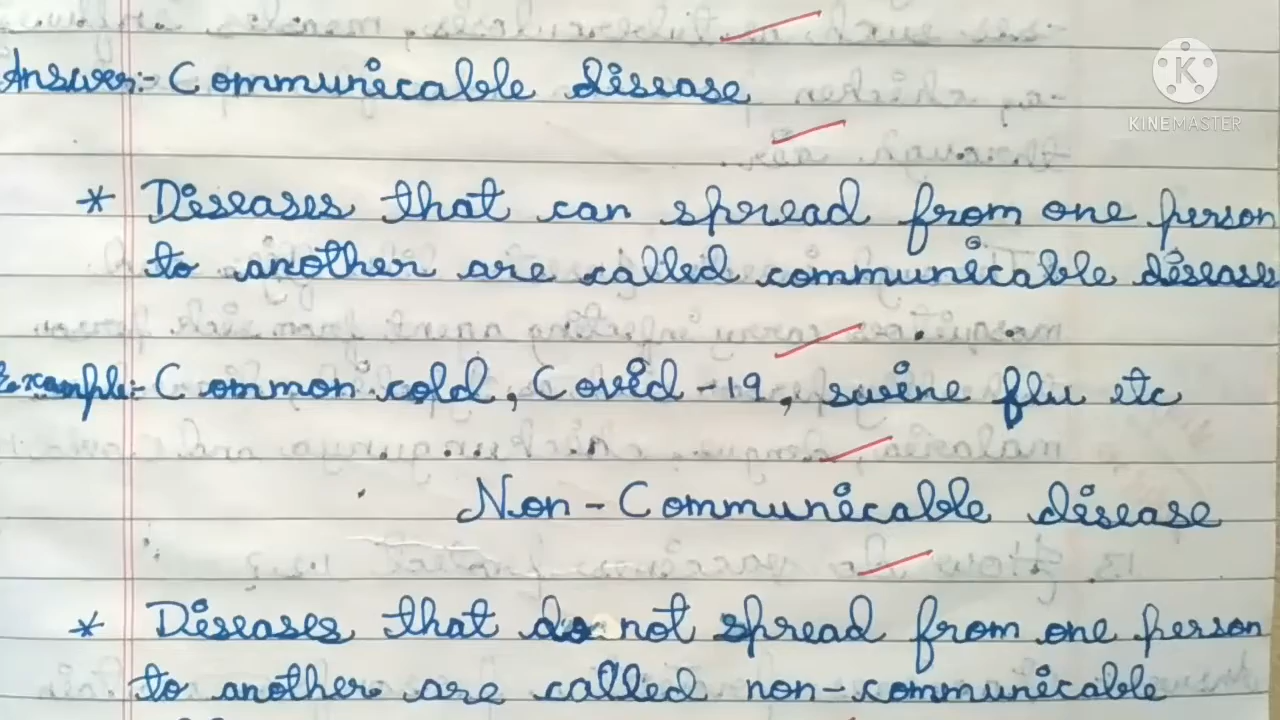 Answer:- Communicable disease
KINEMASTER
* Diseases that can spread from one person
to another are called communicable disease
Example:- Common cold, Covid-19, swine flu etc
Non-Communicable disease
* Diseases that do not spread from one person
to another are called non-communicable